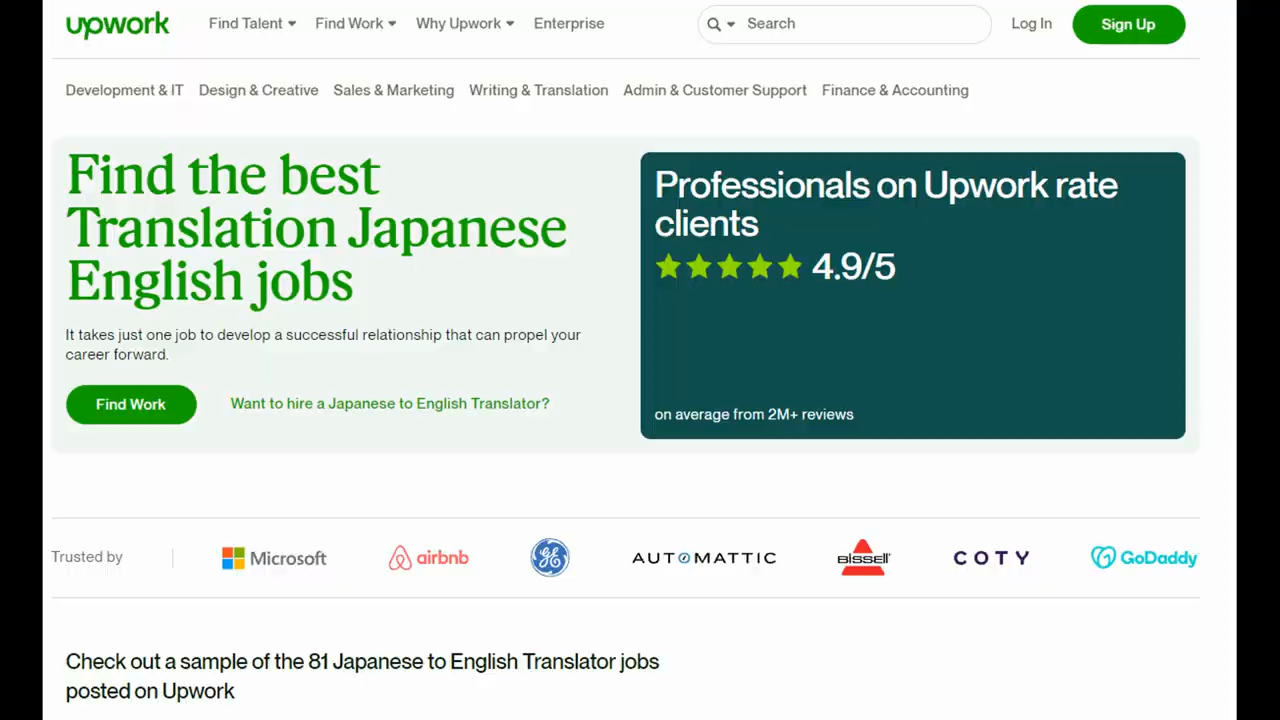 upwork Find Talent Find Work Why Upwork Enterprise Search Log In Sign Up
Development & IT Design & Creative Sales & Marketing Writing & Translation Admin & Customer Support Finance & Accounting
Find the best
Translation Japanese
English jobs
It takes just one job to develop a successful relationship that can propel your
career forward.
Find Work Want to hire a Japanese to English Translator?
Professionals on Upwork rate
clients
4.9/5
on average from 2M+ reviews
Trusted by Microsoft airbnb GE AUTOMATTIC BISSELL COTY GoDaddy
Check out a sample of the 81 Japanese to English Translator jobs
posted on Upwork